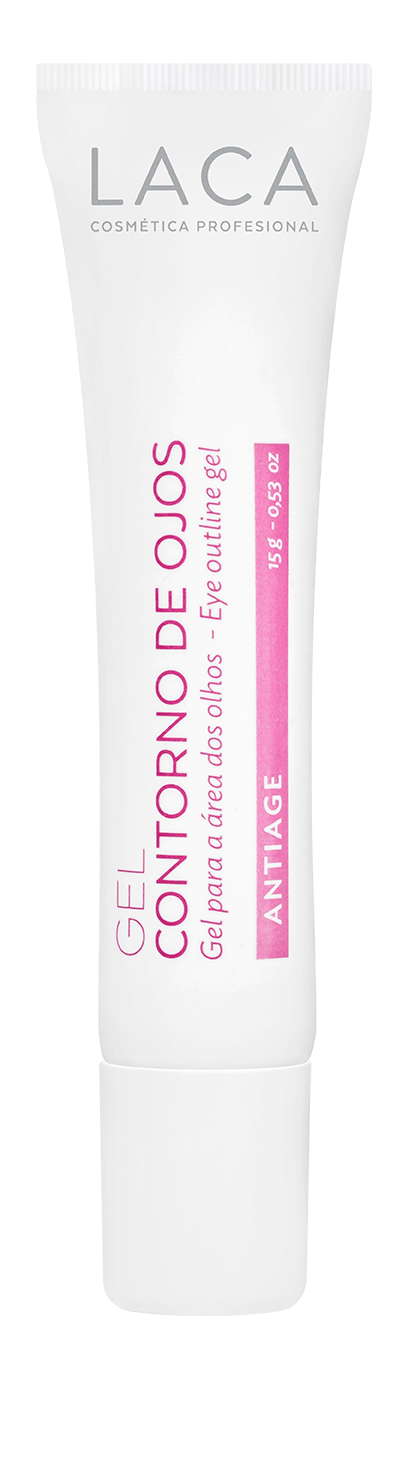 LACA
COSMÉTICA PROFESIONAL
GEL
CONTORNO DE OJOS
Gel para a área dos olhos - Eye outline gel
ANTIAGE 15 g - 0,53 oz